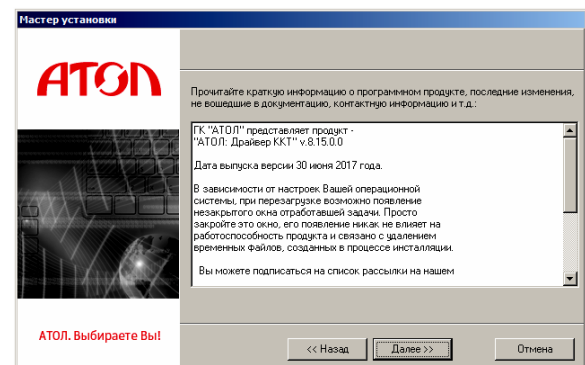 Мастер установки
АТОЛ
Прочитайте краткую информацию о программном продукте, последние изменения,
не вошедшие в документацию, контактную информацию и т.д.:
ГК "АТОЛ" представляет продукт -
"АТОЛ: Драйвер ККТ" v.8.15.0.0
Дата выпуска версии 30 июня 2017 года.
В зависимости от настроек Вашей операционной
системы, при перезагрузке возможно появление
незакрытого окна отработавшей задачи. Просто
закройте это окно, его появление никак не влияет на
работоспособность продукта и связано с удалением
временных файлов, созданных в процессе инсталляции.
Вы можете подписаться на список рассылки на нашем
АТОЛ. Выбираете Вы!
<< Назад
Далее >>
Отмена